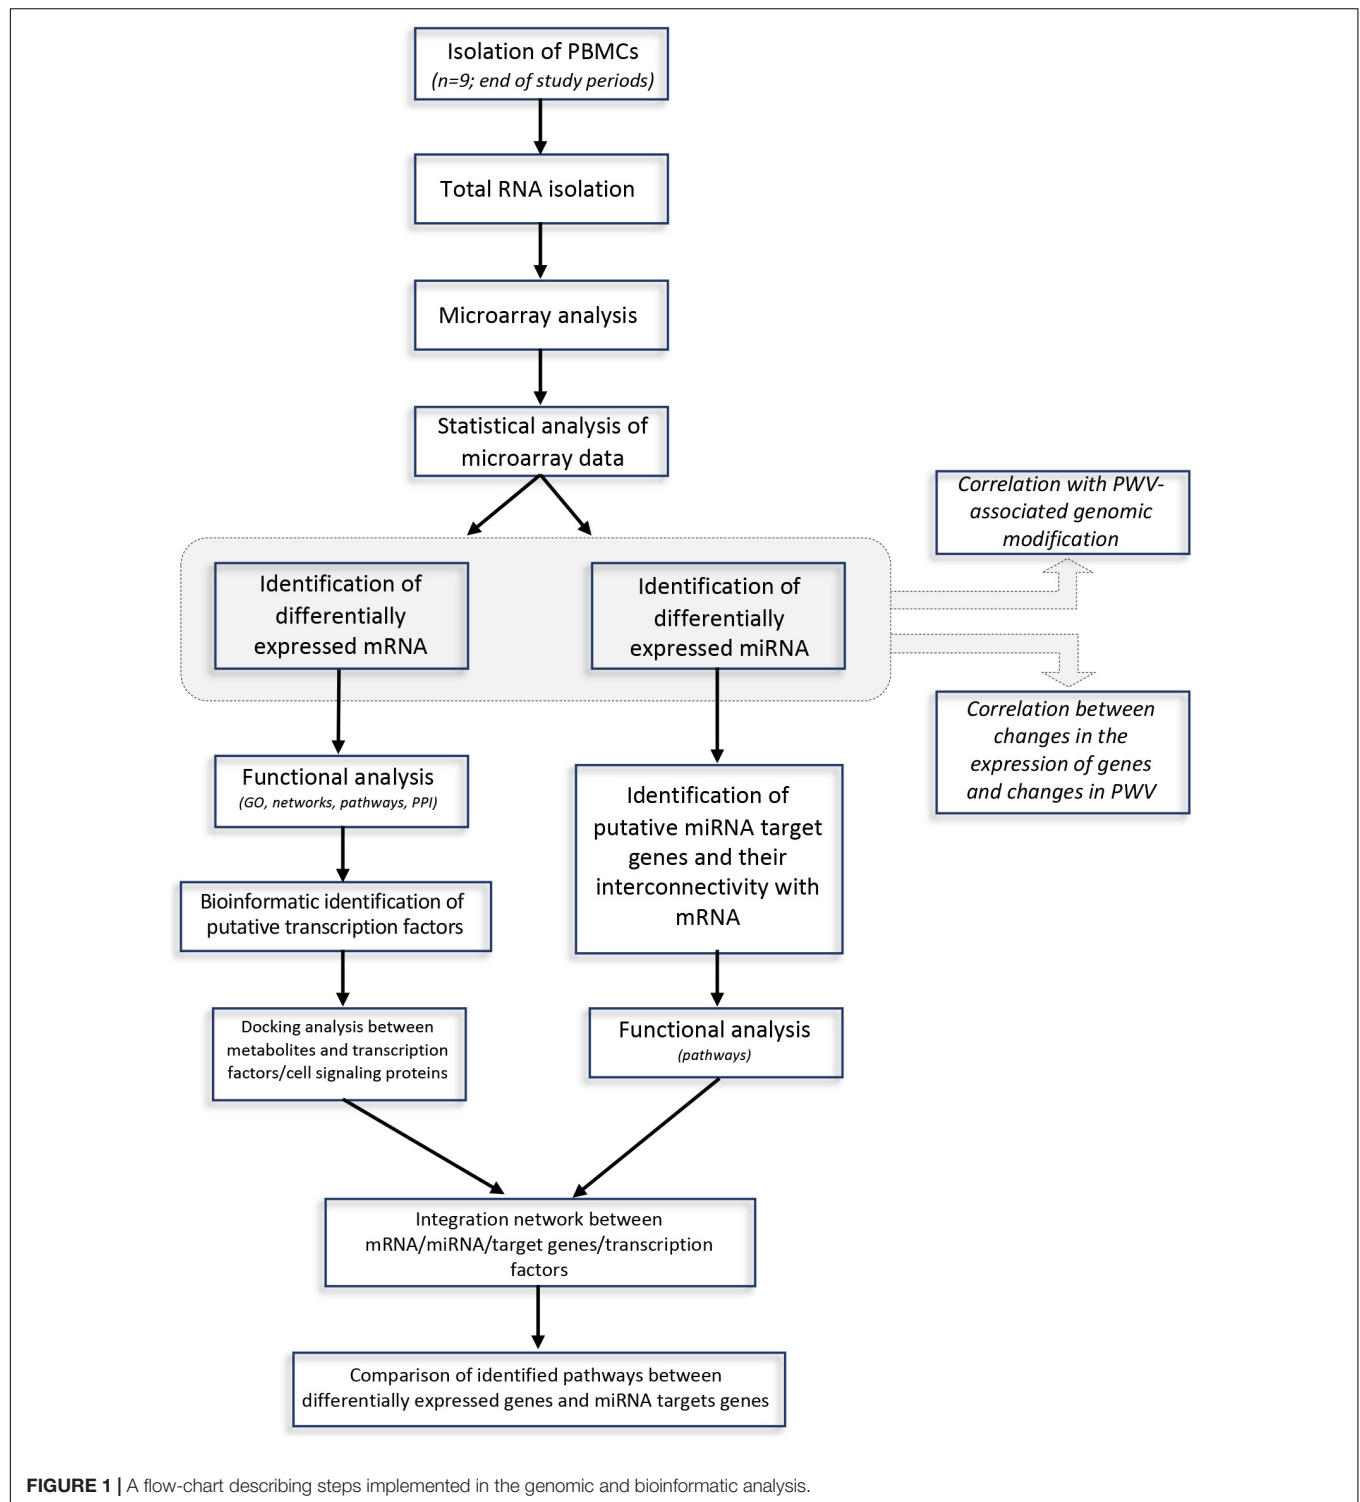 Isolation of PBMCs
(n=9; end of study periods)
Total RNA isolation
Microarray analysis
Statistical analysis of
microarray data
Correlation with PWV-
associated genomic
modification
Identification of
differentially
expressed mRNA
Identification of
differentially
expressed miRNA
Correlation between
changes in the
expression of genes
and changes in PWV
Functional analysis
(GO, networks, pathways, PPI)
Identification of
putative miRNA target
genes and their
interconnectivity with
mRNA
Bioinformatic identification of
putative transcription factors
Docking analysis between
metabolites and transcription
factors/cell signaling proteins
Functional analysis
(pathways)
Integration network between
mRNA/miRNA/target genes/transcription
factors
Comparison of identified pathways between
differentially expressed genes and miRNA targets genes
FIGURE 1 | A flow-chart describing steps implemented in the genomic and bioinformatic analysis.